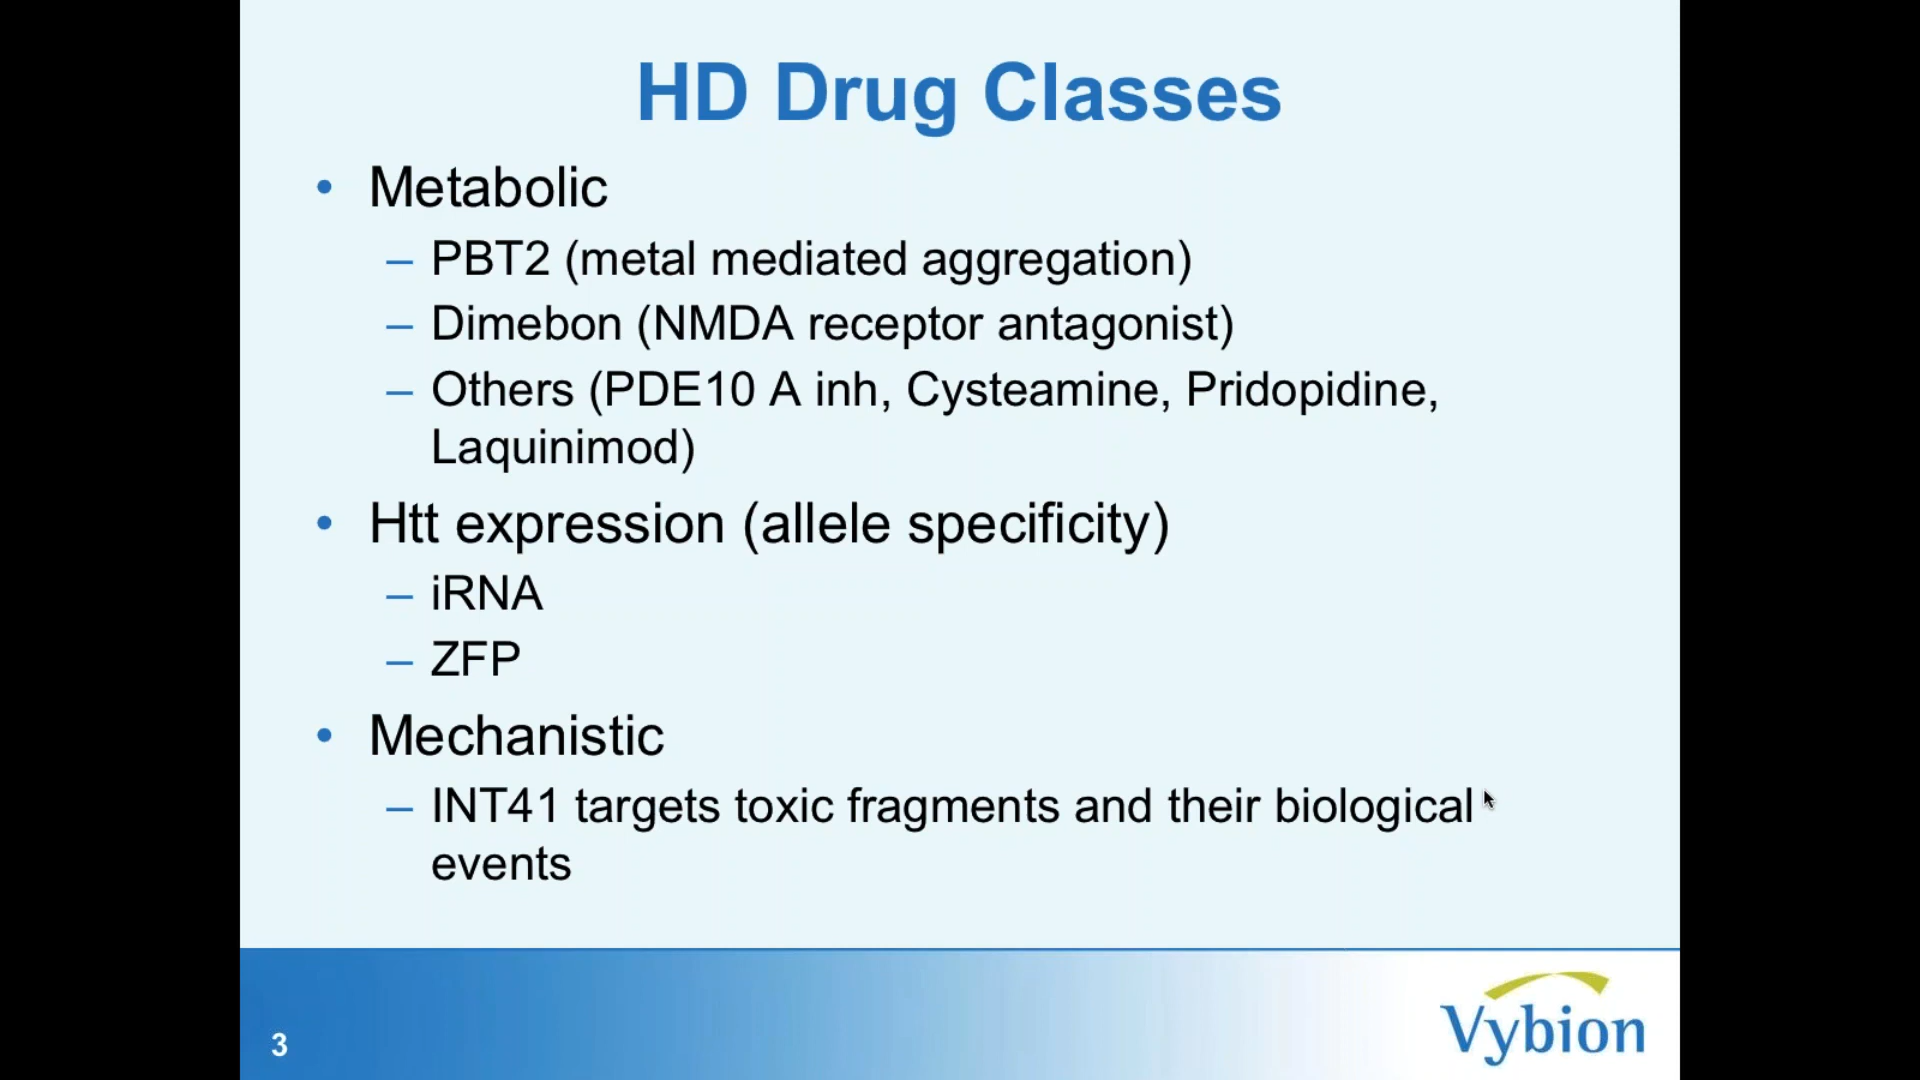 HD Drug Classes
• Metabolic
– PBT2 (metal mediated aggregation)
– Dimebon (NMDA receptor antagonist)
– Others (PDE10 A inh, Cysteamine, Pridopidine,
Laquinimod)
• Htt expression (allele specificity)
– iRNA
– ZFP
• Mechanistic
– INT41 targets toxic fragments and their biological
events
3
Vybion